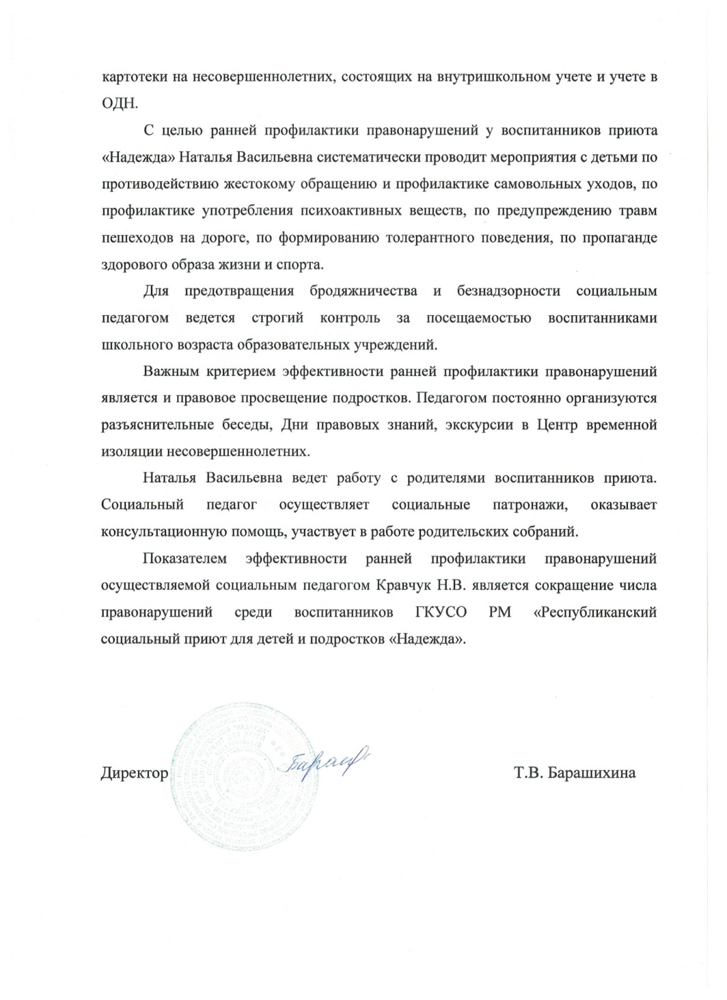 картотеки на несовершеннолетних, состоящих на внутришкольном учете и учете в
ОДН.
С целью ранней профилактики правонарушений у воспитанников приюта
«Надежда» Наталья Васильевна систематически проводит мероприятия с детьми по
противодействию жестокому обращению и профилактике самовольных уходов, по
профилактике употребления психоактивных веществ, по предупреждению травм
пешеходов на дороге, по формированию толерантного поведения, по пропаганде
здорового образа жизни и спорта.
Для предотвращения бродяжничества и безнадзорности социальным
педагогом ведется строгий контроль за посещаемостью воспитанниками
школьного возраста образовательных учреждений.
Важным критерием эффективности ранней профилактики правонарушений
является и правовое просвещение подростков. Педагогом постоянно организуются
разъяснительные беседы, Дни правовых знаний, экскурсии в Центр временной
изоляции несовершеннолетних.
Наталья Васильевна ведет работу с родителями воспитанников приюта.
Социальный педагог осуществляет социальные патронажи, оказывает
консультационную помощь, участвует в работе родительских собраний.
Показателем эффективности ранней профилактики правонарушений
осуществляемой социальным педагогом Кравчук Н.В. является сокращение числа
правонарушений среди воспитанников ГКУСО РМ «Республиканский
социальный приют для детей и подростков «Надежда».
Директор
Т.В. Барашихина